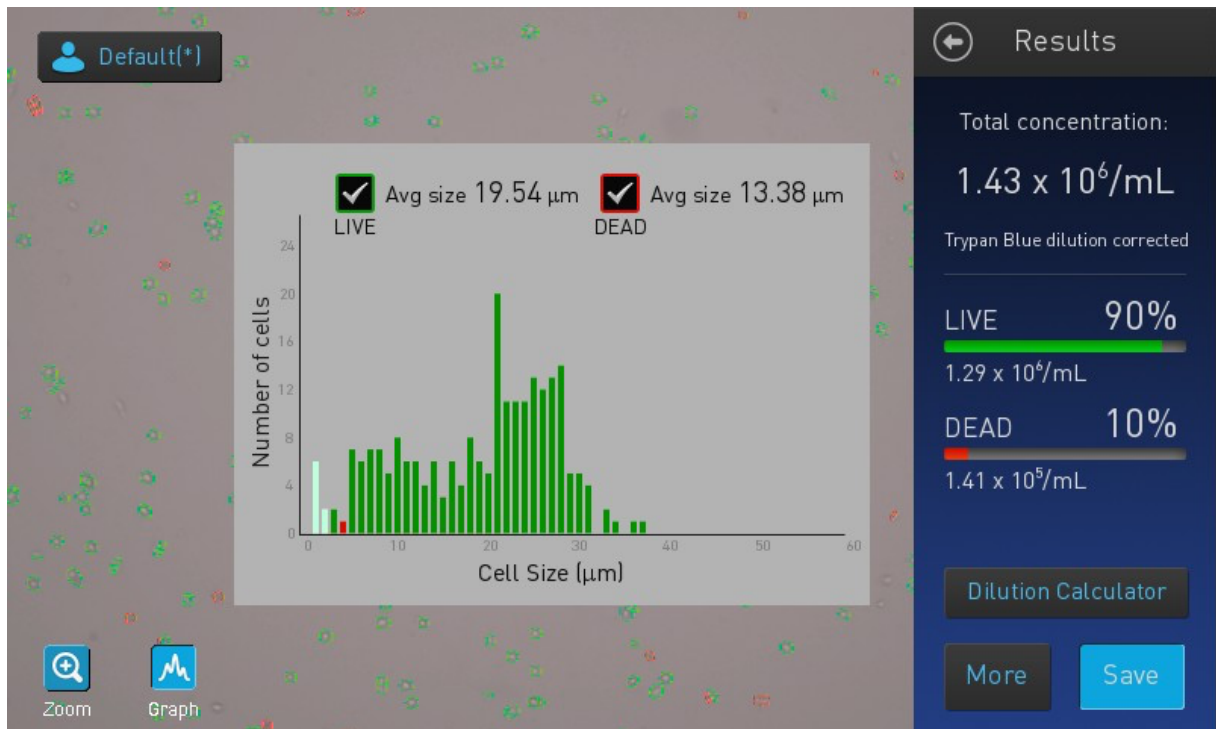 Default(*)
Results
Total concentration:
1.43 x 10⁶/mL
Trypan Blue dilution corrected
LIVE 90%
1.29 x 10⁶/mL
DEAD 10%
1.41 x 10⁵/mL
Dilution Calculator
More Save
Avg size 19.54 μm Avg size 13.38 μm
LIVE DEAD
Number of cells
24
20
16
12
8
4
0
0 10 20 30 40 50 60
Cell Size (μm)
Zoom Graph